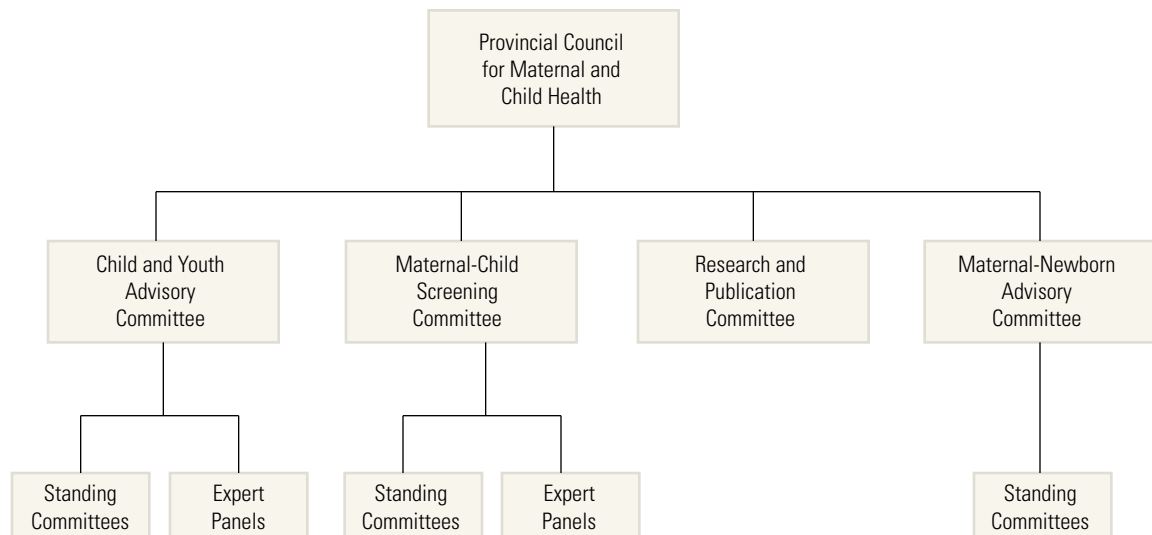 Provincial Council
for Maternal and
Child Health
Child and Youth
Advisory
Committee
Maternal-Child
Screening
Committee
Research and
Publication
Committee
Maternal-Newborn
Advisory
Committee
Standing
Committees
Expert
Panels
Standing
Committees
Expert
Panels
Standing
Committees